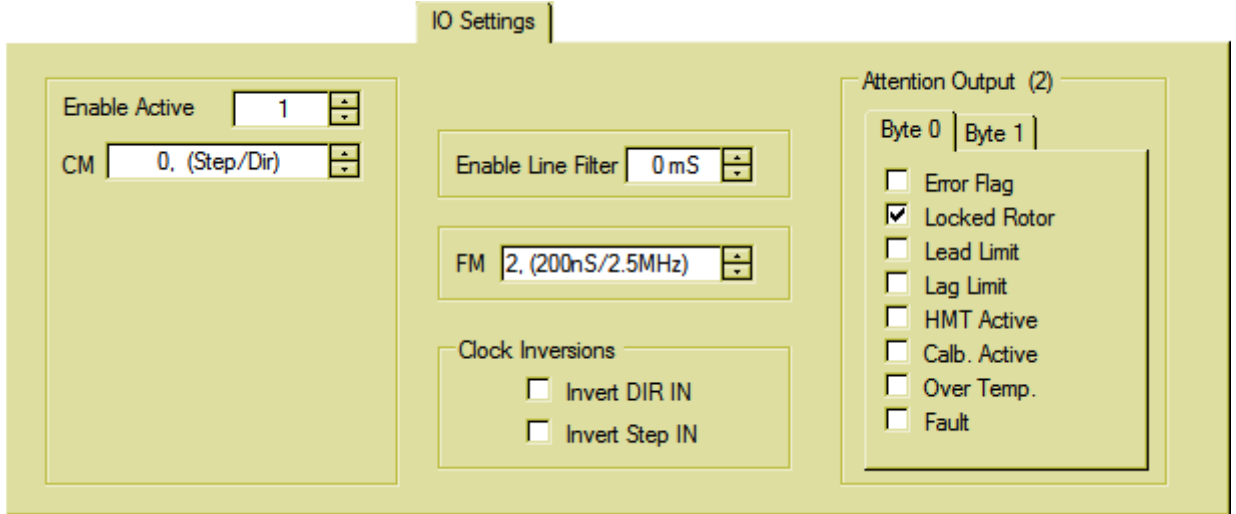 IO Settings
Enable Active 1
CM 0, (Step/Dir)
Enable Line Filter 0 mS
FM 2, (200nS/2.5MHz)
Clock Inversions
Invert DIR IN
Invert Step IN
Attention Output (2)
Byte 0 Byte 1
Error Flag
Locked Rotor
Lead Limit
Lag Limit
HMT Active
Calb. Active
Over Temp.
Fault